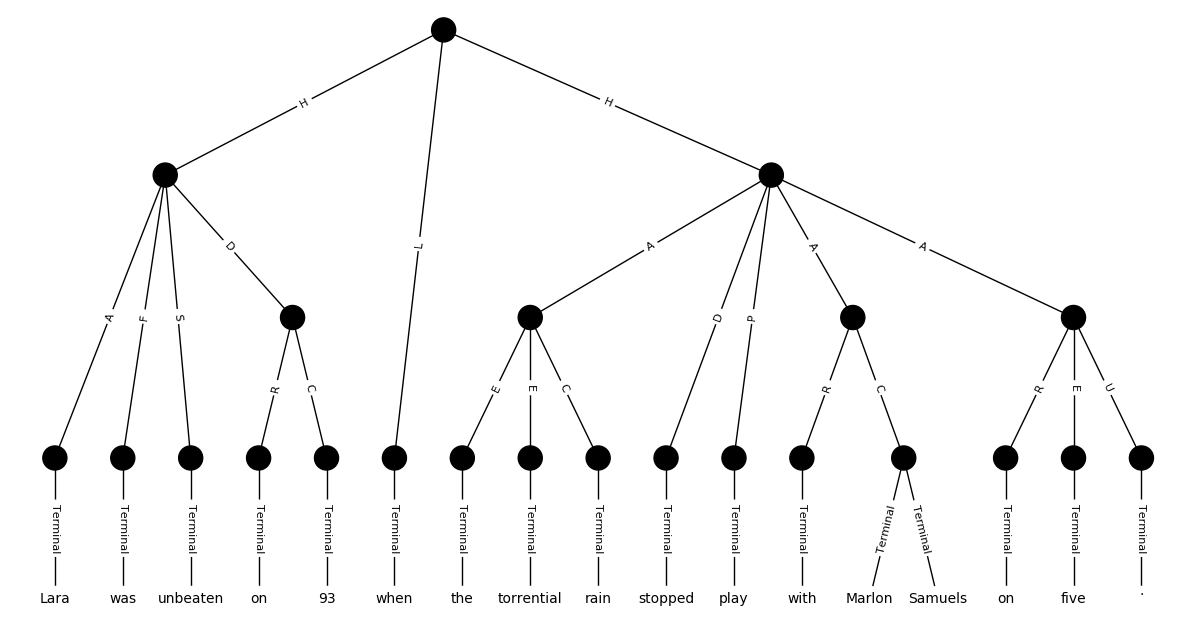 H L H
A F S D A D P A A
R C E E C R C R E U
Terminal Terminal Terminal Terminal Terminal Terminal Terminal Terminal Terminal Terminal Terminal Terminal Terminal Terminal Terminal Terminal Terminal
Lara was unbeaten on 93 when the torrential rain stopped play with Marlon Samuels on five .